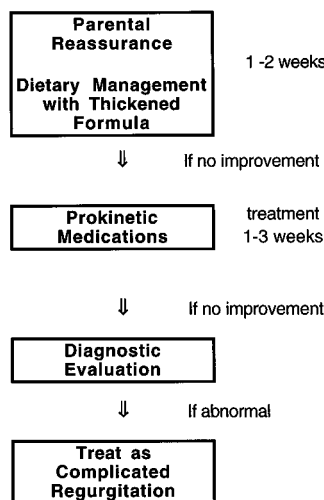 Parental
Reassurance
1 -2 weeks
Dietary Management
with Thickened
Formula
⇓ If no improvement
Prokinetic
Medications
treatment
1-3 weeks
⇓ If no improvement
Diagnostic
Evaluation
⇓ If abnormal
Treat as
Complicated
Regurgitation